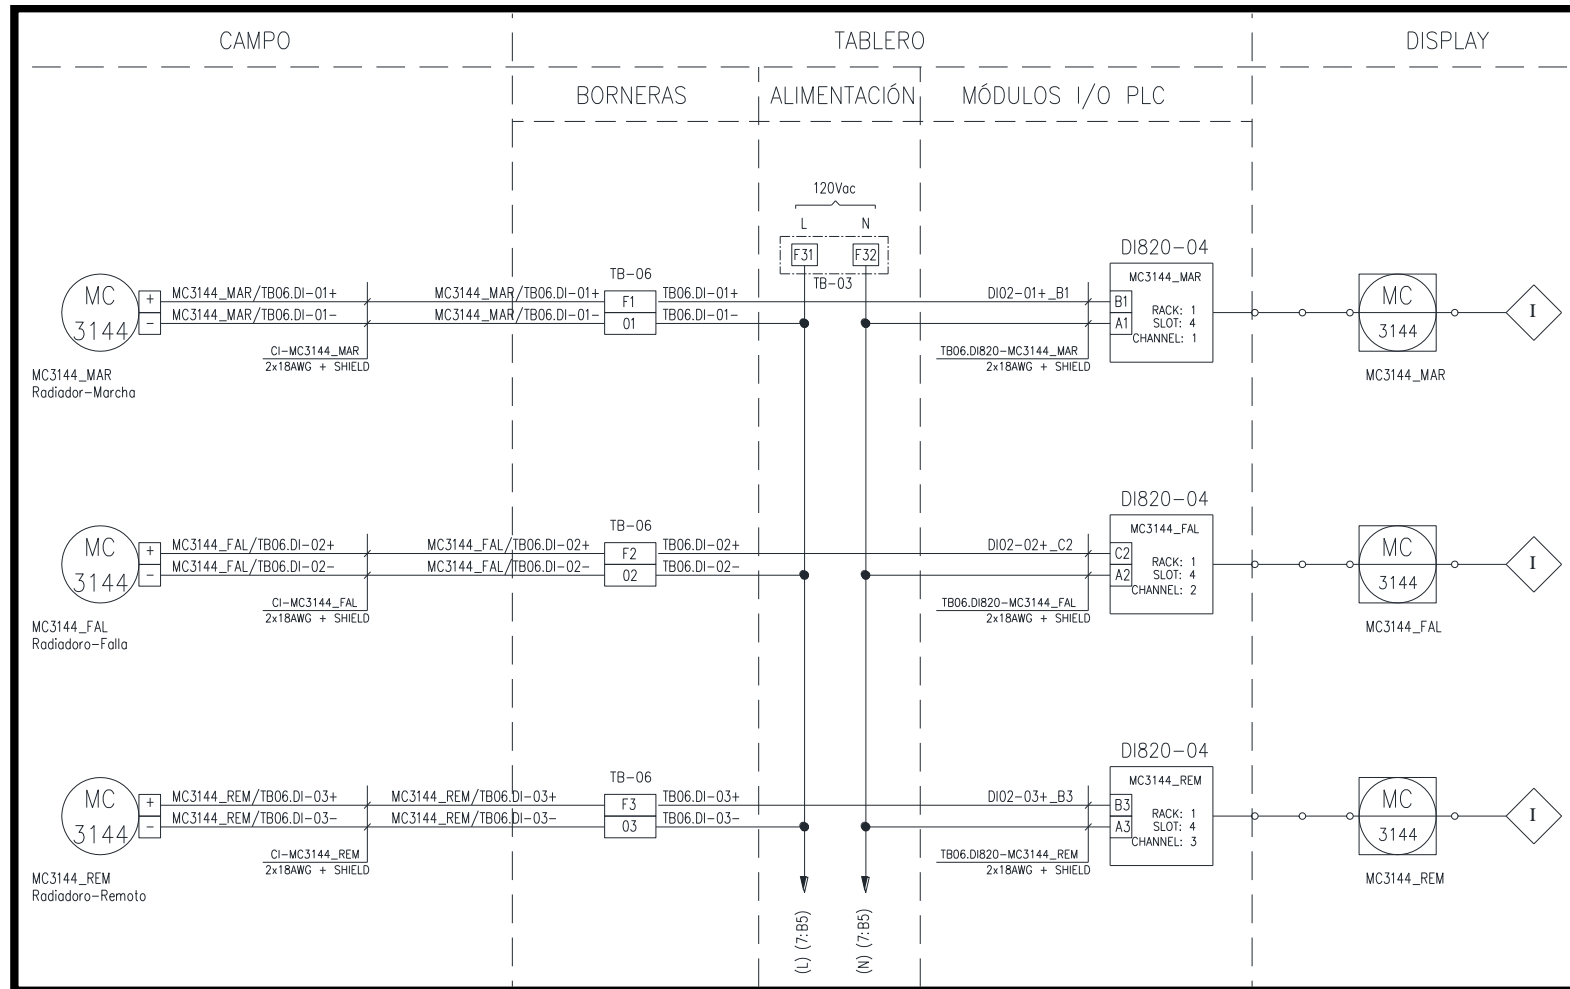 CAMPO
TABLERO
DISPLAY
BORNERAS
ALIMENTACIÓN
MÓDULOS I/O PLC
120Vac
L
N
F31
F32
TB-03
DI820-04
MC3144_MAR
TB-06
MC
3144
+
-
MC3144_MAR/TB06.DI-01+
MC3144_MAR/TB06.DI-01-
MC3144_MAR/TB06.DI-01+
MC3144_MAR/TB06.DI-01-
F1
01
TB06.DI-01+
TB06.DI-01-
DI02-01+_B1
B1
A1
RACK: 1
SLOT: 4
CHANNEL: 1
MC
3144
I
CI-MC3144_MAR
2x18AWG + SHIELD
TB06.DI820-MC3144_MAR
2x18AWG + SHIELD
MC3144_MAR
Radiador-Marcha
MC3144_MAR
DI820-04
MC3144_FAL
TB-06
MC
3144
+
-
MC3144_FAL/TB06.DI-02+
MC3144_FAL/TB06.DI-02-
MC3144_FAL/TB06.DI-02+
MC3144_FAL/TB06.DI-02-
F2
02
TB06.DI-02+
TB06.DI-02-
DI02-02+_C2
C2
A2
RACK: 1
SLOT: 4
CHANNEL: 2
MC
3144
I
CI-MC3144_FAL
2x18AWG + SHIELD
TB06.DI820-MC3144_FAL
2x18AWG + SHIELD
MC3144_FAL
Radiadoro-Falla
MC3144_FAL
DI820-04
MC3144_REM
TB-06
MC
3144
+
-
MC3144_REM/TB06.DI-03+
MC3144_REM/TB06.DI-03-
MC3144_REM/TB06.DI-03+
MC3144_REM/TB06.DI-03-
F3
03
TB06.DI-03+
TB06.DI-03-
DI02-03+_B3
B3
A3
RACK: 1
SLOT: 4
CHANNEL: 3
MC
3144
I
CI-MC3144_REM
2x18AWG + SHIELD
TB06.DI820-MC3144_REM
2x18AWG + SHIELD
MC3144_REM
Radiadoro-Remoto
MC3144_REM
(L) (7:B5)
(N) (7:B5)